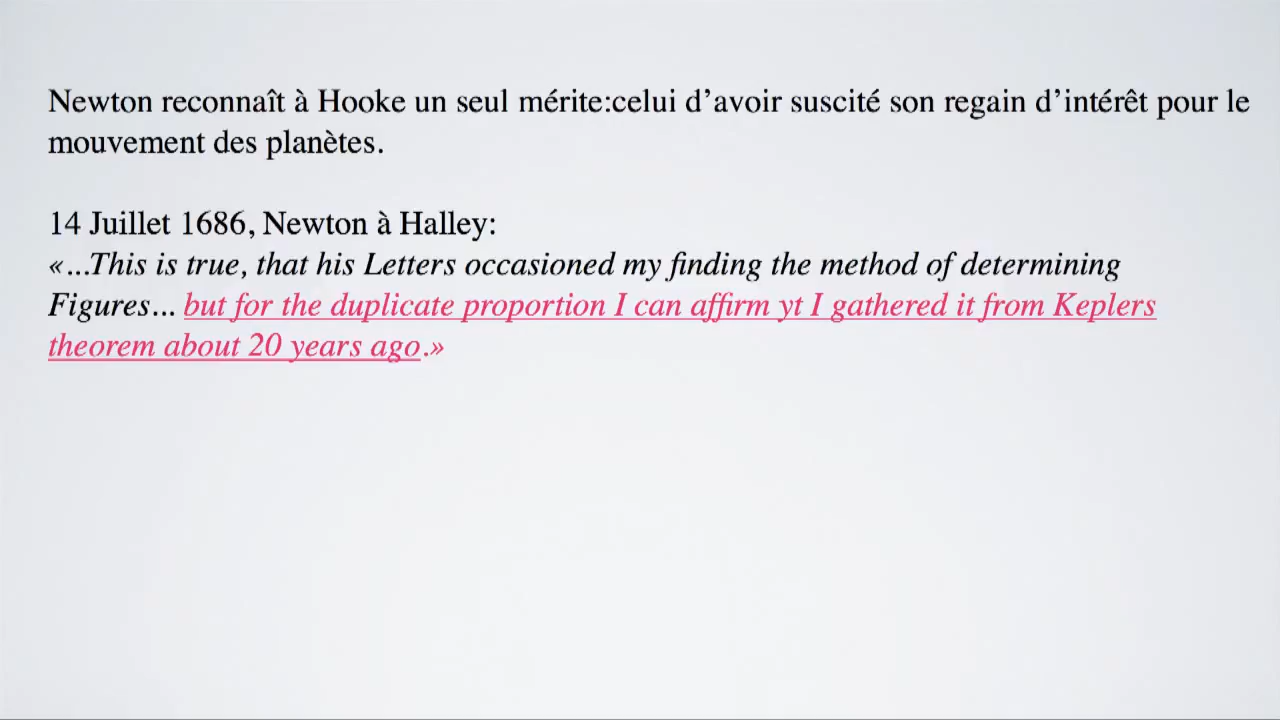 Newton reconnaît à Hooke un seul mérite:celui d’avoir suscité son regain d’intérêt pour le
mouvement des planètes.
14 Juillet 1686, Newton à Halley:
«...This is true, that his Letters occasioned my finding the method of determining
Figures... but for the duplicate proportion I can affirm yt I gathered it from Keplers
theorem about 20 years ago.»